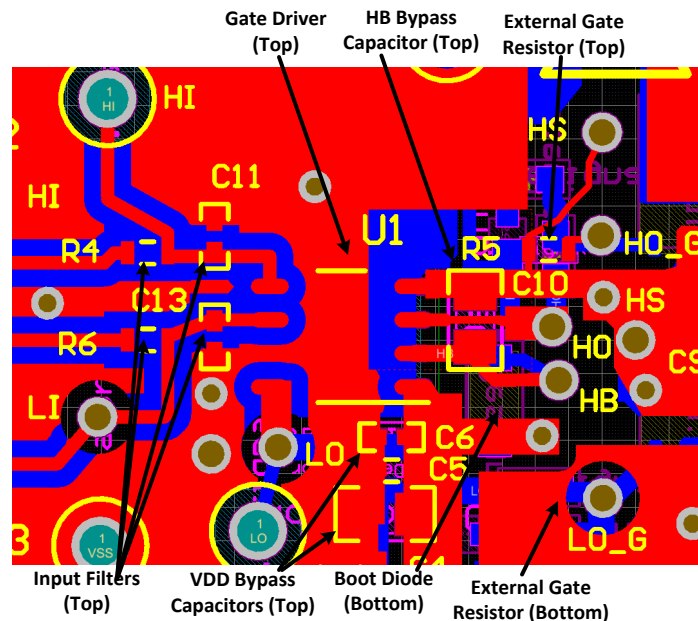 Gate Driver
(Top)
HB Bypass
Capacitor (Top)
External Gate
Resistor (Top)
1
HI
HI
HS
C11
HI
U1
R4
R5
HO_G
C13
C10
HS
R6
HO
CS
HB
HB
LI
LO
C6
C5
1
LO
1
VSS
LO_G
Input Filters
(Top)
VDD Bypass
Capacitors (Top)
Boot Diode
(Bottom)
External Gate
Resistor (Bottom)